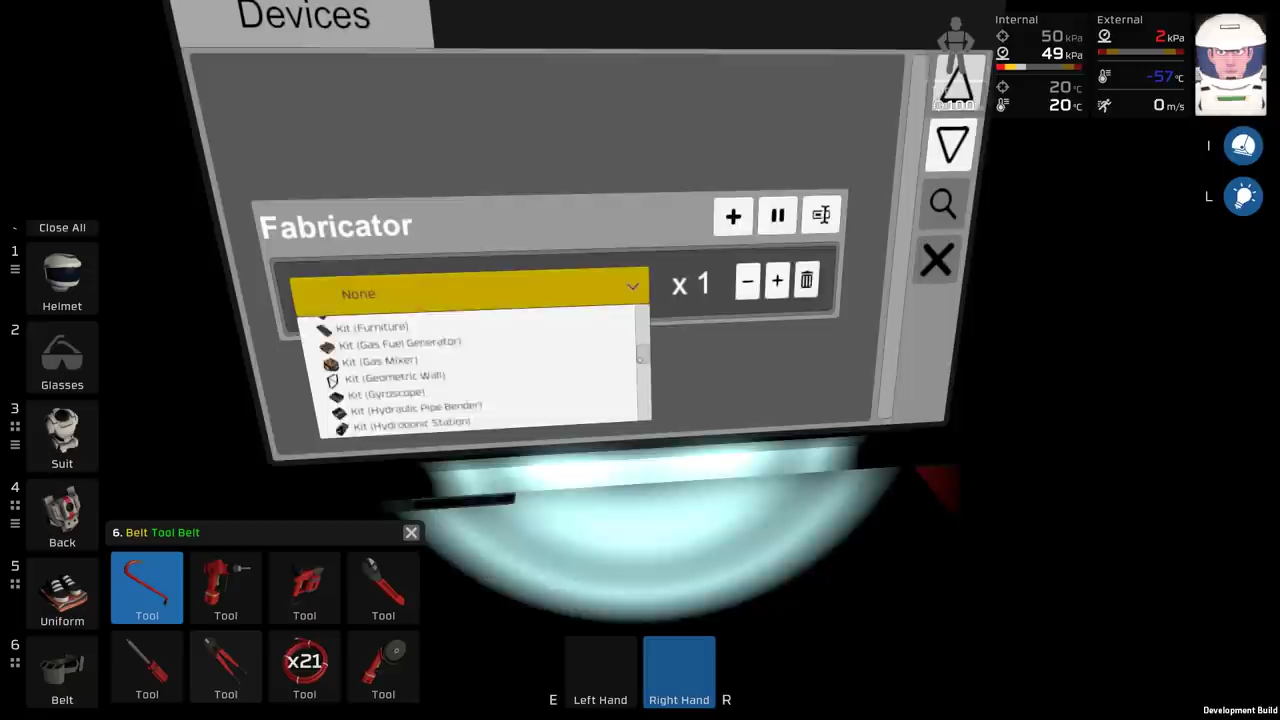 Devices
Internal
50 kPa
49 kPa
20 °C
20 °C
External
2 kPa
-57 °C
0 m/s
I
L
Fabricator
None
x 1
Kit (Furniture)
Kit (Gas Fuel Generator)
Kit (Gas Mixer)
Kit (Geometric Wall)
Kit (Gyroscope)
Kit (Hydraulic Pipe Bender)
Kit (Hydroponic Station)
Close All
1
Helmet
2
Glasses
3
Suit
4
Back
5
Uniform
6
Belt
6. Belt Tool Belt
Tool
Tool
Tool
Tool
Tool
Tool
x21
Tool
Tool
E
Left Hand
Right Hand
R
Development Build